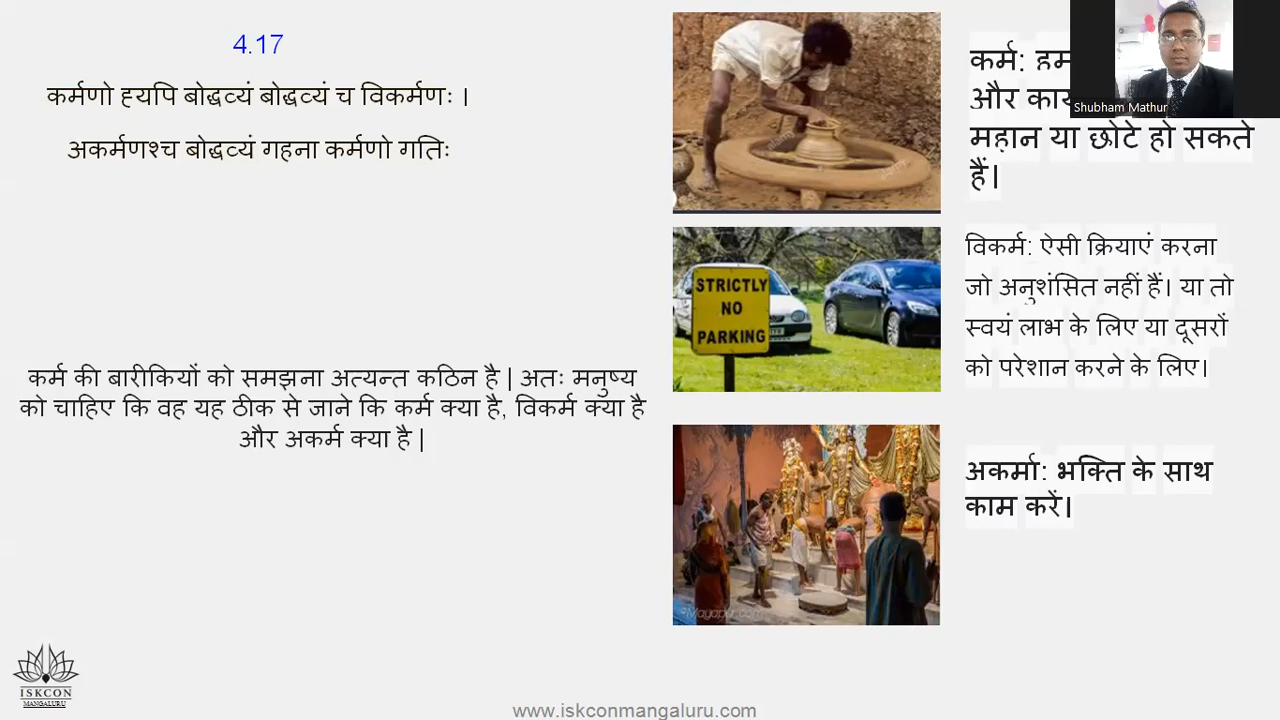 4.17
कर्मणो ह्यपि बोद्धव्यं बोद्धव्यं च विकर्मणः ।
अकर्मणश्च बोद्धव्यं गहना कर्मणो गतिः
कर्म की बारीकियों को समझना अत्यन्त कठिन है | अतः मनुष्य
को चाहिए कि वह यह ठीक से जाने कि कर्म क्या है, विकर्म क्या है
और अकर्म क्या है |
STRICTLY
NO
PARKING
©Mayapur.com
Shubham Mathur
कर्म:
और
महान या छोटे हो सकते
हैं।
विकर्म: ऐसी क्रियाएं करना
जो अनुशंसित नहीं हैं। या तो
स्वयं लाभ के लिए या दूसरों
को परेशान करने के लिए।
अकर्मा: भक्ति के साथ
काम करें।
ISKCON
MANGALURU
www.iskconmangaluru.com